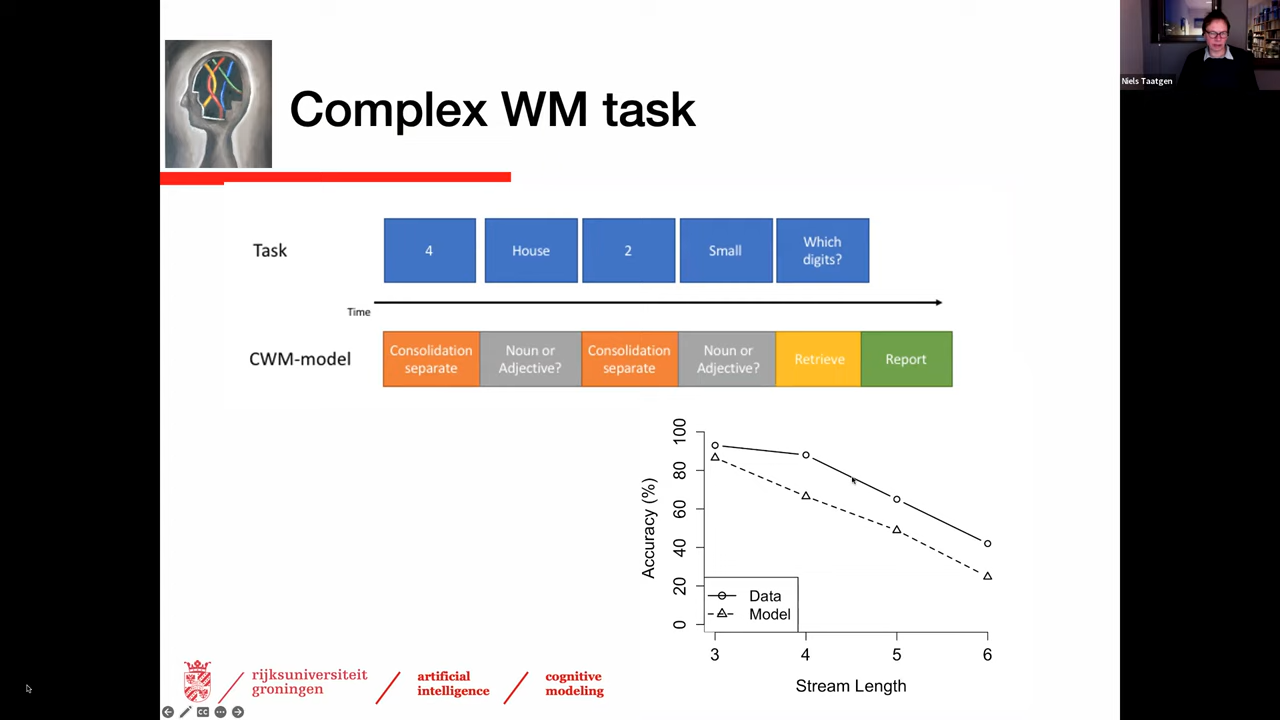 Niels Taatgen
Complex WM task
Task
4
House
2
Small
Which
digits?
Time
CWM-model
Consolidation
separate
Noun or
Adjective?
Consolidation
separate
Noun or
Adjective?
Retrieve
Report
Accuracy (%)
100
80
60
40
20
0
Data
Model
3
4
5
6
Stream Length
rijksuniversiteit
groningen
artificial
intelligence
cognitive
modeling